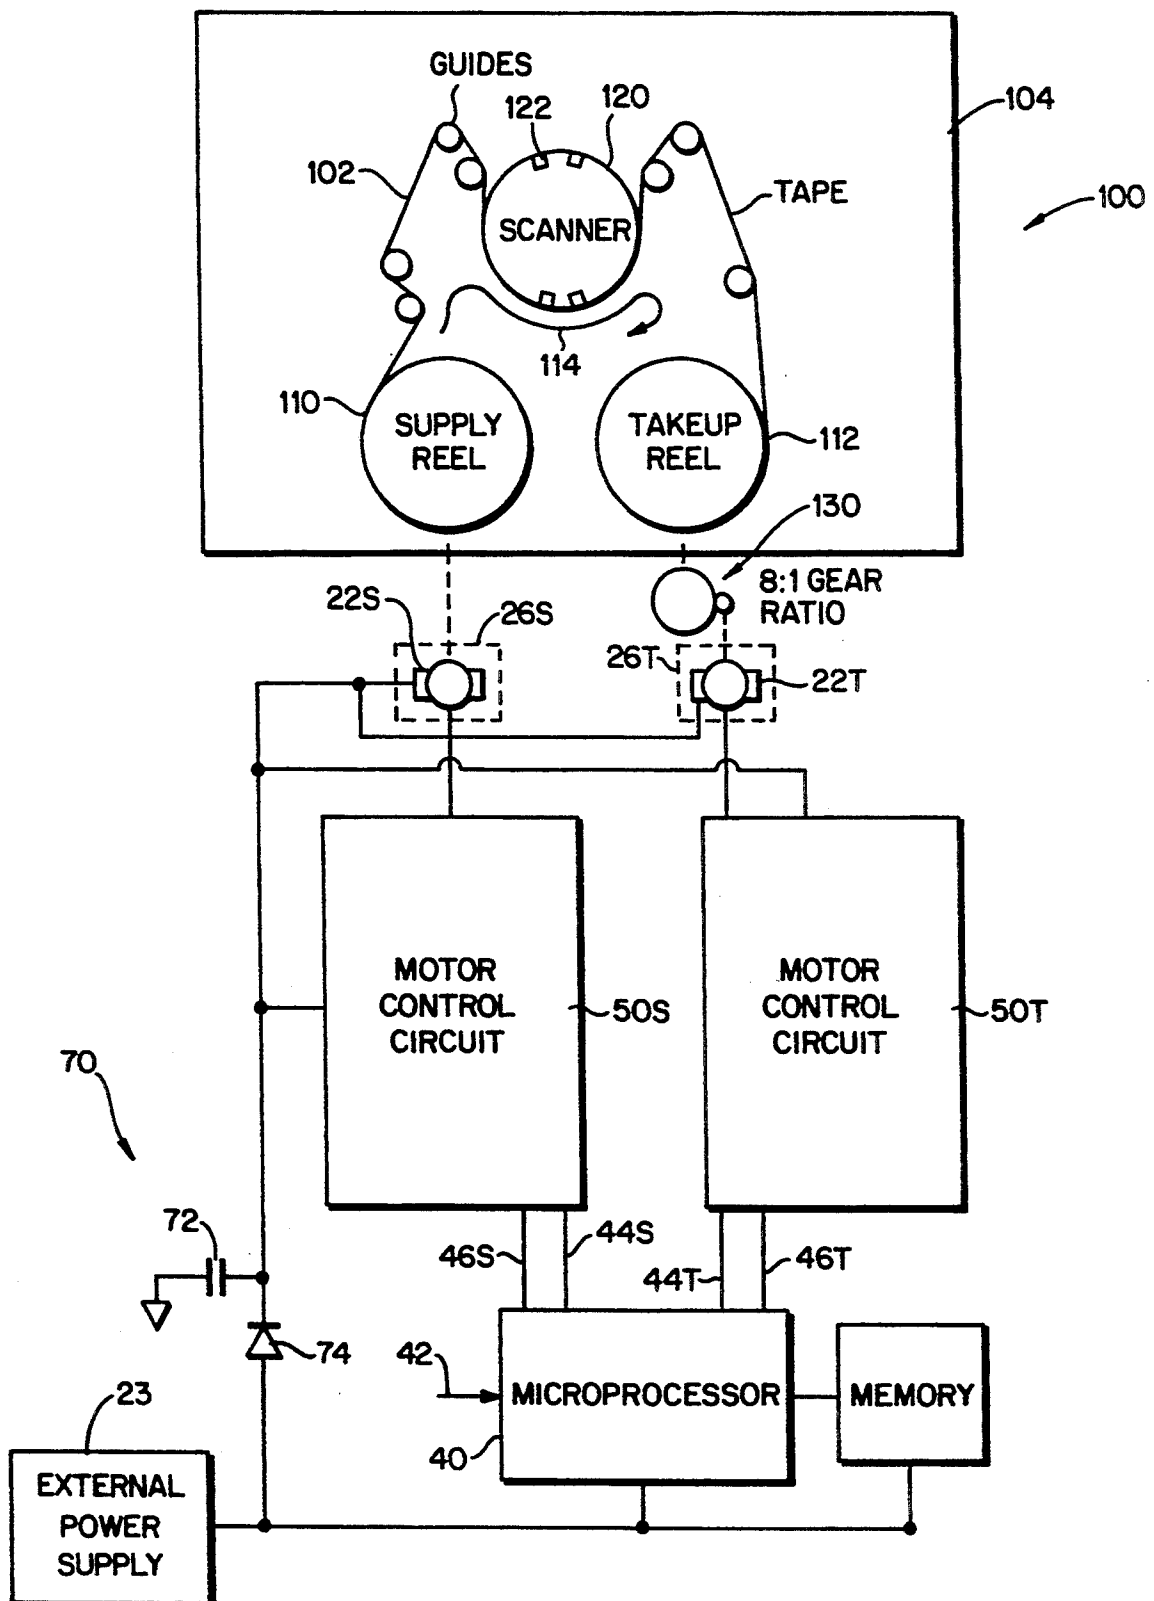 GUIDES
122
120
104
102
TAPE
100
SCANNER
114
110
SUPPLY
REEL
TAKEUP
REEL
112
130
8:1 GEAR
RATIO
22S
26S
26T
22T
MOTOR
CONTROL
CIRCUIT
50S
MOTOR
CONTROL
CIRCUIT
50T
70
72
46S
44S
44T
46T
74
42
MICROPROCESSOR
MEMORY
23
40
EXTERNAL
POWER
SUPPLY